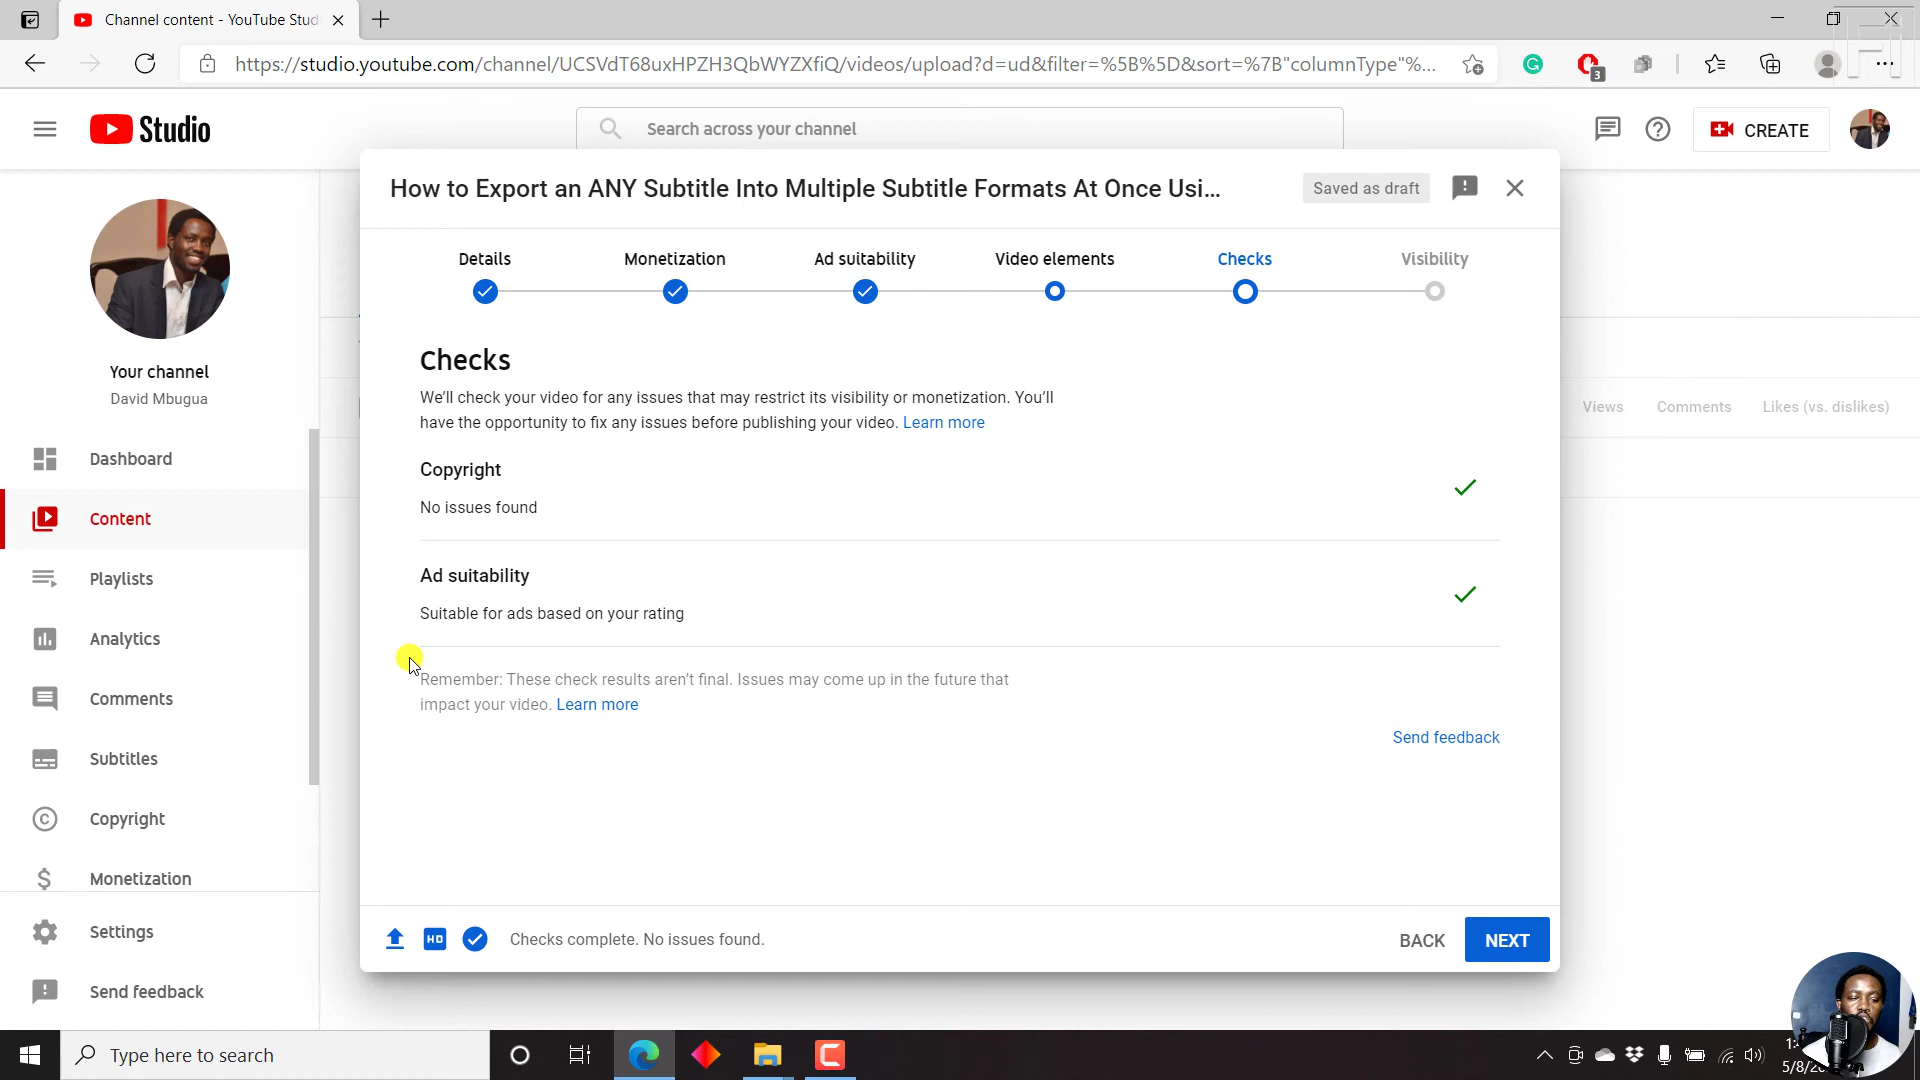 Channel content - YouTube Stud
https://studio.youtube.com/channel/UCSVdT68uxHPZH3QbWYZXfiQ/videos/upload?d=ud&filter=%5B%5D&sort=%7B"columnType"%...
3
Studio
Search across your channel
CREATE
How to Export an ANY Subtitle Into Multiple Subtitle Formats At Once Usi...
Saved as draft
Details
Monetization
Ad suitability
Video elements
Checks
Visibility
Your channel
David Mbugua
Dashboard
Content
Playlists
Analytics
Comments
Subtitles
Copyright
Monetization
Settings
Send feedback
Checks
We'll check your video for any issues that may restrict its visibility or monetization. You'll
have the opportunity to fix any issues before publishing your video. Learn more
Copyright
No issues found
Ad suitability
Suitable for ads based on your rating
Remember: These check results aren't final. Issues may come up in the future that
impact your video. Learn more
Send feedback
Views
Comments
Likes (vs. dislikes)
HD
Checks complete. No issues found.
BACK
NEXT
Type here to search